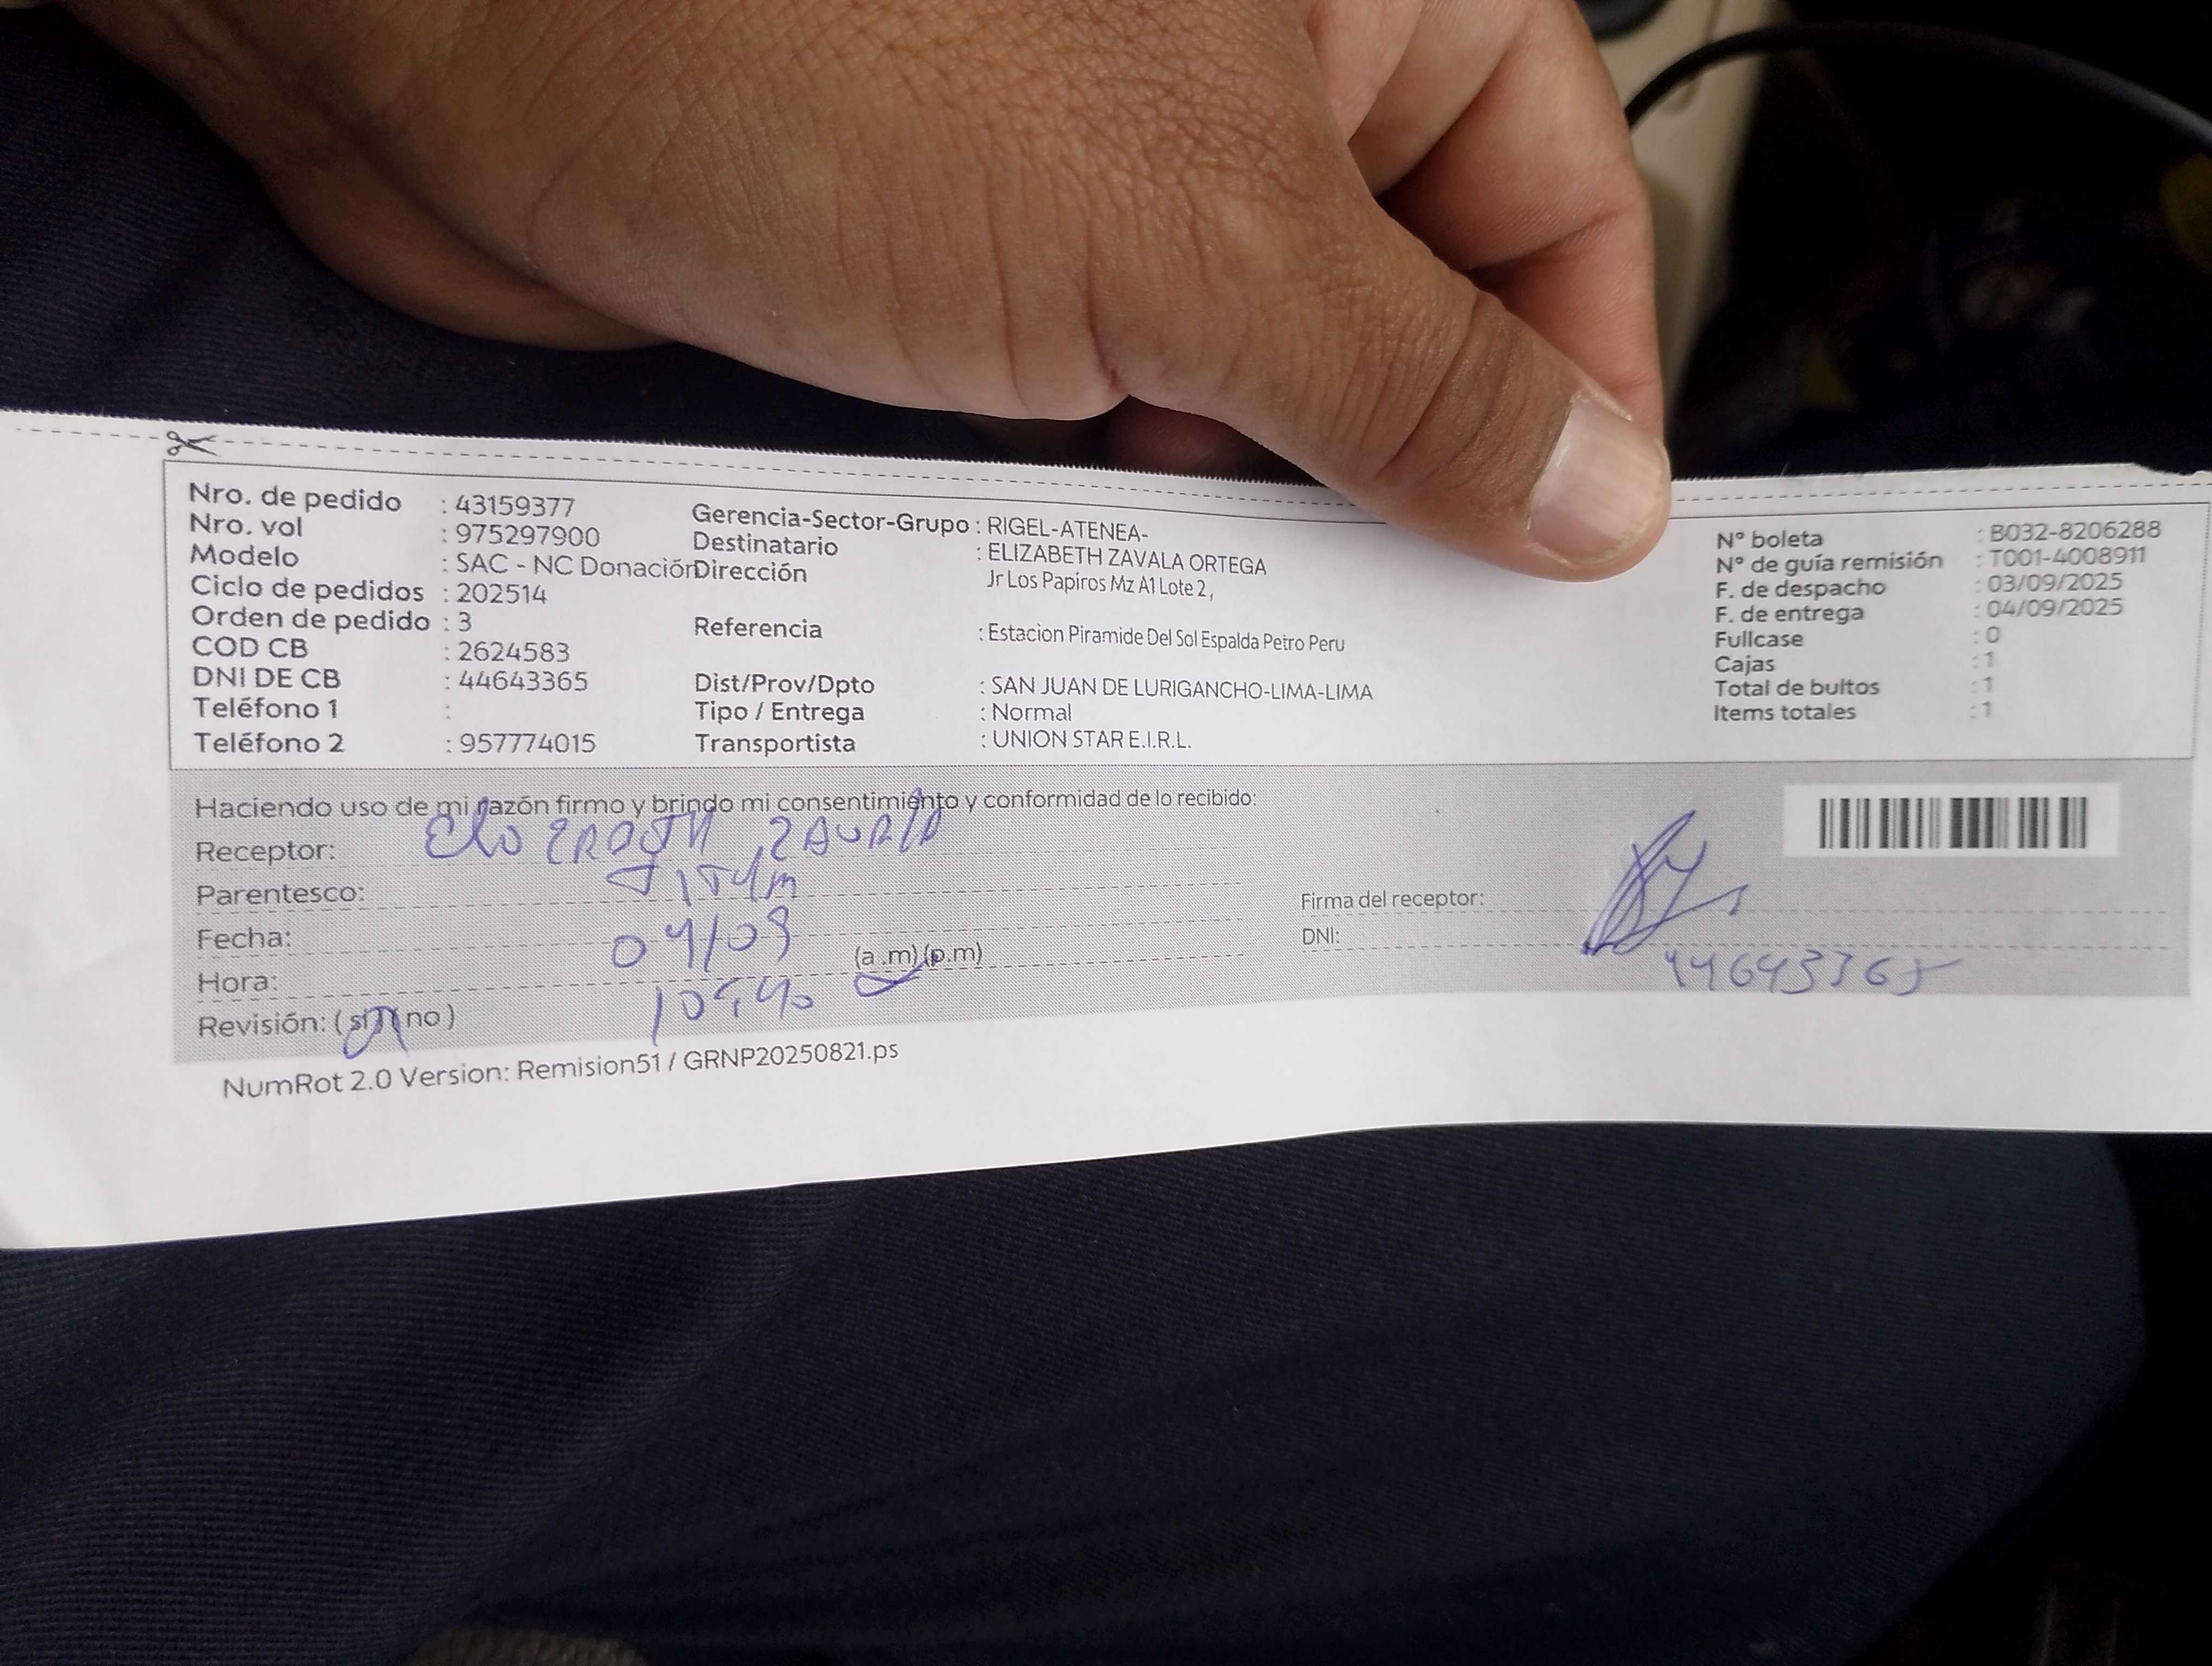 Nro. de pedido : 43159377
Nro. vol : 975297900
Modelo : SAC - NC Donación
Ciclo de pedidos : 202514
Orden de pedido : 3
COD CB : 2624583
DNI DE CB : 44643365
Teléfono 1 :
Teléfono 2 : 957774015
Gerencia-Sector-Grupo : RIGEL-ATENEA-
Destinatario : ELIZABETH ZAVALA ORTEGA
Dirección Jr Los Papiros Mz A1 Lote 2,
Referencia : Estacion Piramide Del Sol Espalda Petro Peru
Dist/Prov/Dpto : SAN JUAN DE LURIGANCHO-LIMA-LIMA
Tipo / Entrega : Normal
Transportista : UNION STAR E.I.R.L.
N° boleta : B032-8206288
N° de guía remisión : T001-4008911
F. de despacho : 03/09/2025
F. de entrega : 04/09/2025
Fullcase : 0
Cajas : 1
Total de bultos : 1
Items totales : 1
Haciendo uso de mi razón firmo y brindo mi consentimiento y conformidad de lo recibido:
Receptor:
Parentesco:
Fecha: 04/09
Hora: (a.m) (p.m)
Revisión: (si) (no)
Firma del receptor:
DNI: 44643365
NumRot 2.0 Version: Remision51 / GRNP20250821.ps